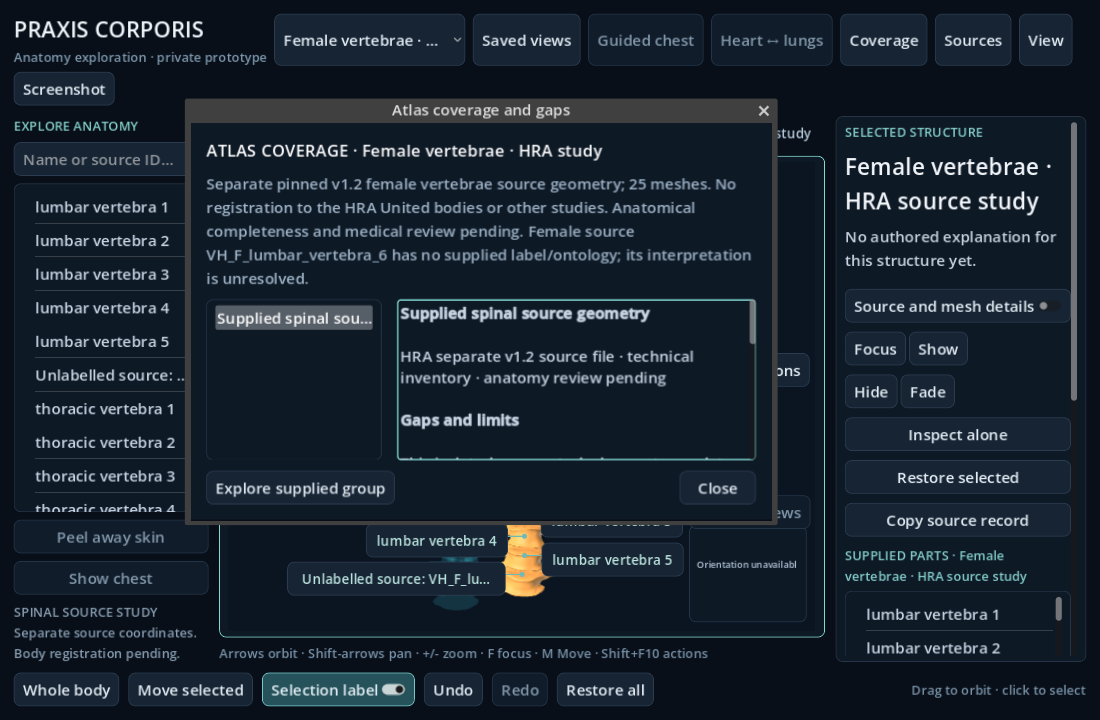 PRAXIS CORPORIS
Anatomy exploration · private prototype
Female vertebrae · ...
Saved views
Guided chest
Heart ↔ lungs
Coverage
Sources
View
Screenshot
EXPLORE ANATOMY
Name or source ID...
lumbar vertebra 1
lumbar vertebra 2
lumbar vertebra 3
lumbar vertebra 4
lumbar vertebra 5
Unlabelled source: ...
thoracic vertebra 1
thoracic vertebra 2
thoracic vertebra 3
thoracic vertebra 4
Peel away skin
Show chest
SPINAL SOURCE STUDY
Separate source coordinates.
Body registration pending.
Atlas coverage and gaps
ATLAS COVERAGE · Female vertebrae · HRA study
Separate pinned v1.2 female vertebrae source geometry; 25 meshes. No
registration to the HRA United bodies or other studies. Anatomical
completeness and medical review pending. Female source
VH_F_lumbar_vertebra_6 has no supplied label/ontology; its interpretation
is unresolved.
Supplied spinal sou...
Supplied spinal source geometry
HRA separate v1.2 source file · technical
inventory · anatomy review pending
Gaps and limits
Explore supplied group
Close
study
ons
ews
lumbar vertebra 4
lumbar vertebra 5
Unlabelled source: VH_F_lu...
Orientation unavailabl
Arrows orbit · Shift-arrows pan · +/- zoom · F focus · M Move · Shift+F10 actions
SELECTED STRUCTURE
Female vertebrae ·
HRA source study
No authored explanation for
this structure yet.
Source and mesh details
Focus
Show
Hide
Fade
Inspect alone
Restore selected
Copy source record
SUPPLIED PARTS · Female
vertebrae · HRA source study
lumbar vertebra 1
lumbar vertebra 2
Whole body
Move selected
Selection label
Undo
Redo
Restore all
Drag to orbit · click to select